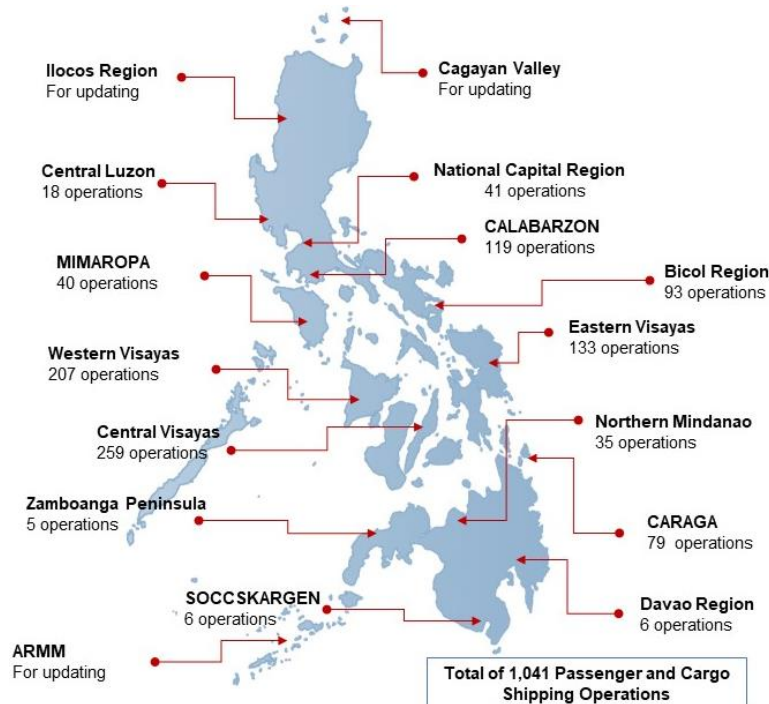 Ilocos Region
For updating
Cagayan Valley
For updating
Central Luzon
18 operations
National Capital Region
41 operations
CALABARZON
119 operations
MIMAROPA
40 operations
Bicol Region
93 operations
Eastern Visayas
133 operations
Western Visayas
207 operations
Northern Mindanao
35 operations
Central Visayas
259 operations
Zamboanga Peninsula
5 operations
CARAGA
79 operations
SOCCSKARGEN
6 operations
Davao Region
6 operations
ARMM
For updating
Total of 1,041 Passenger and Cargo
Shipping Operations